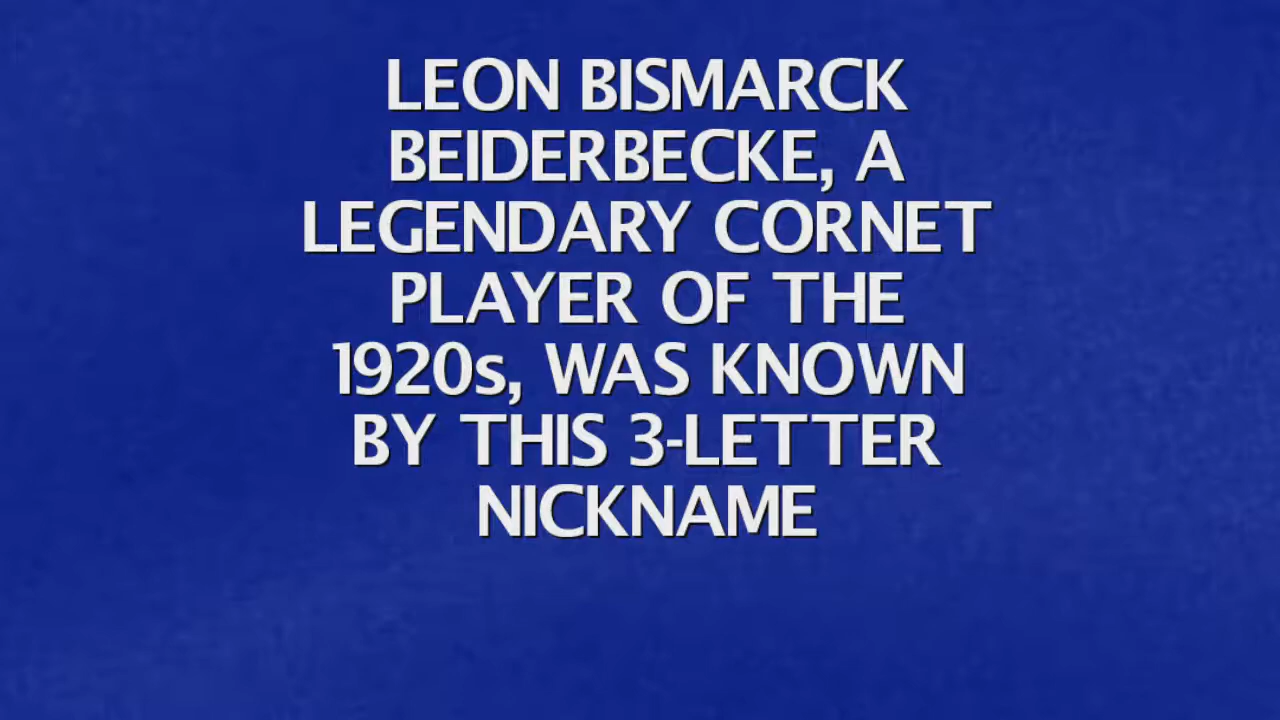 LEON BISMARCK
BEIDERBECKE, A
LEGENDARY CORNET
PLAYER OF THE
1920s, WAS KNOWN
BY THIS 3-LETTER
NICKNAME